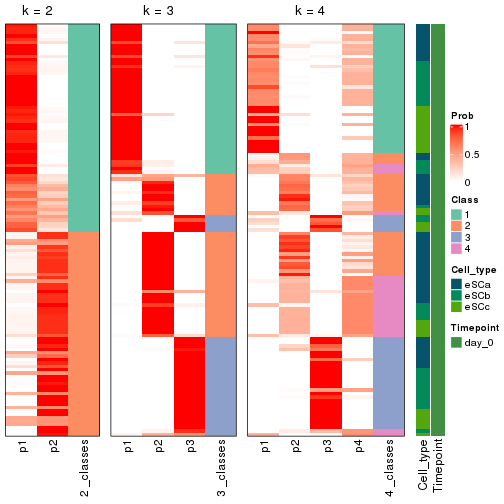 k = 2
k = 3
k = 4
p1
p2
2_classes
p1
p2
p3
3_classes
p1
p2
p3
p4
4_classes
Cell_type
Timepoint
Prob
1
0.5
0
Class
1
2
3
4
Cell_type
eSCa
eSCb
eSCc
Timepoint
day_0